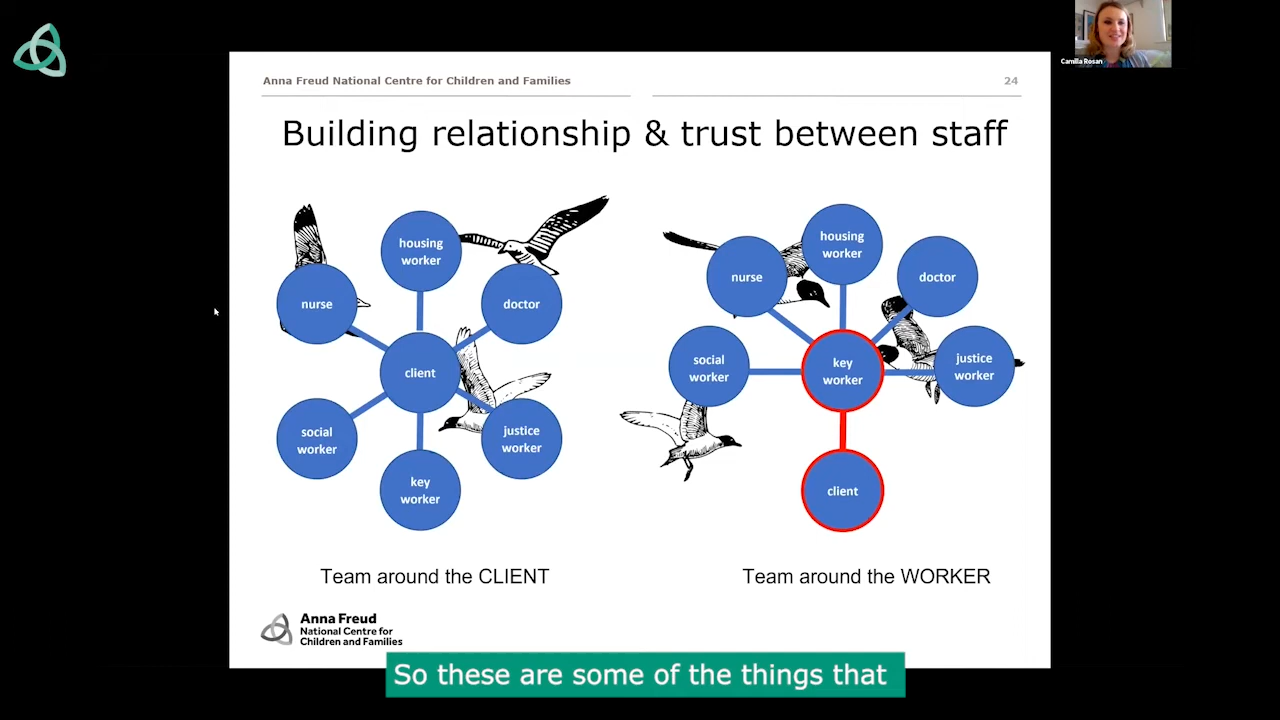 Camilla Rosan
Anna Freud National Centre for Children and Families
24
Building relationship & trust between staff
housing
worker
nurse
doctor
client
social
worker
justice
worker
key
worker
Team around the CLIENT
housing
worker
nurse
doctor
social
worker
key
worker
justice
worker
client
Team around the WORKER
Anna Freud
National Centre for
Children and Families
So these are some of the things that